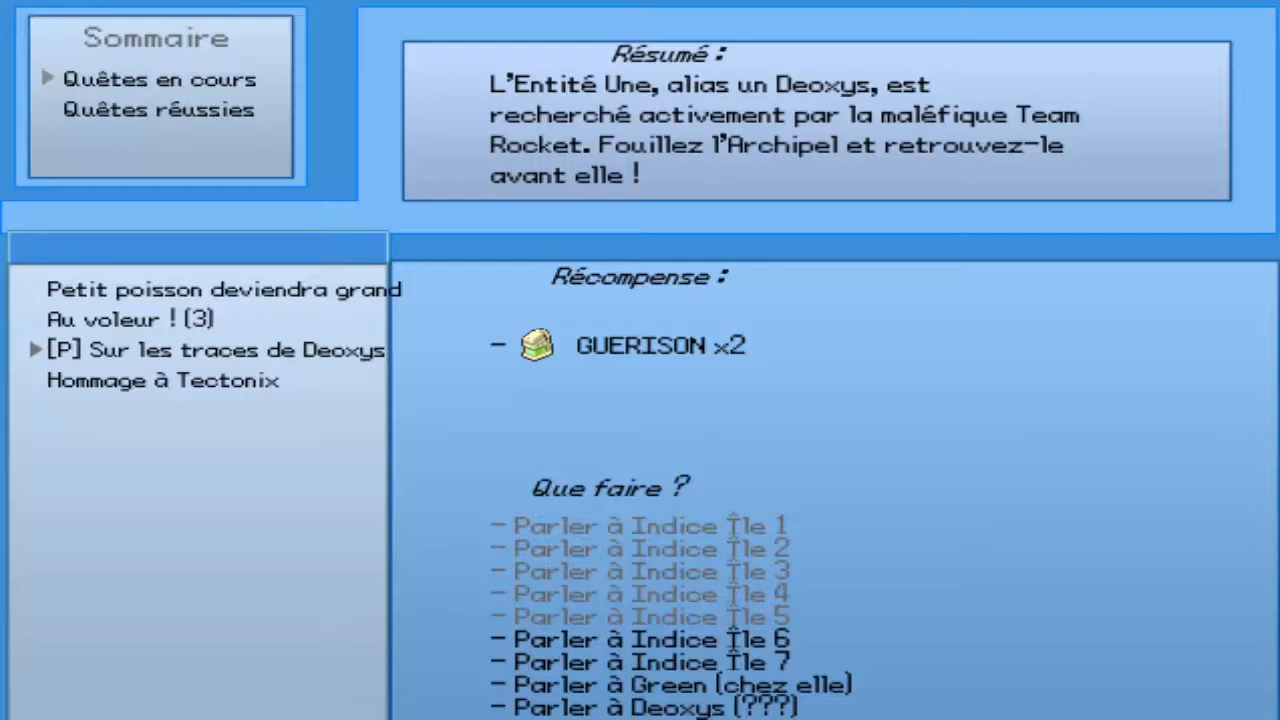 Sommaire
Quêtes en cours
Quêtes réussies
Résumé :
L'Entité Une, alias un Deoxys, est
recherché activement par la maléfique Team
Rocket. Fouillez l'Archipel et retrouvez-le
avant elle !
Petit poisson deviendra grand
Au voleur ! (3)
[P] Sur les traces de Deoxys
Hommage à Tectonix
Récompense :
- GUERISON x2
Que faire ?
- Parler à Indice Île 1
- Parler à Indice Île 2
- Parler à Indice Île 3
- Parler à Indice Île 4
- Parler à Indice Île 5
- Parler à Indice Île 6
- Parler à Indice Île 7
- Parler à Green (chez elle)
- Parler à Deoxys (???)